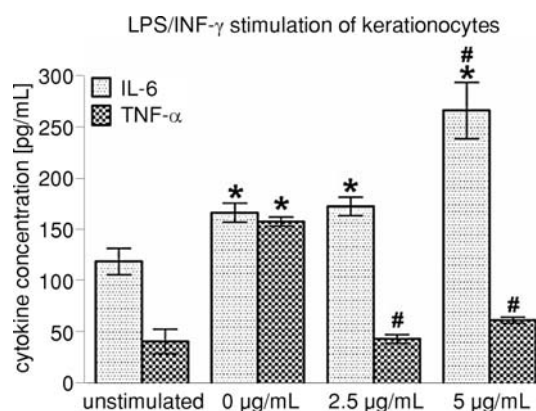 LPS/INF-γ stimulation of kerationocytes
cytokine concentration [pg/mL]
300
250
200
150
100
50
0
IL-6
TNF-α
*
*
*
#
#
*
#
unstimulated 0 µg/mL 2.5 µg/mL 5 µg/mL